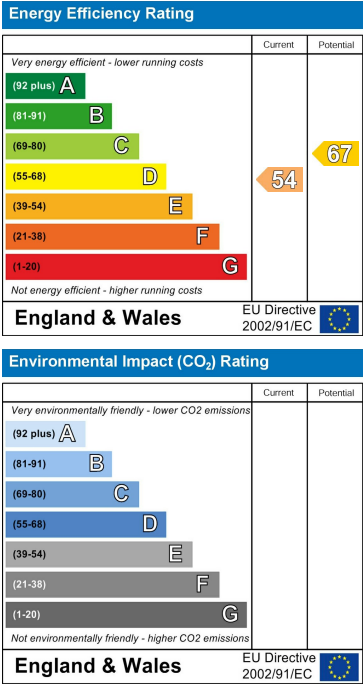 Energy Efficiency Rating
Current Potential
Very energy efficient - lower running costs
(92 plus) A
(81-91) B
(69-80) C
67
(55-68) D
54
(39-54) E
(21-38) F
(1-20) G
Not energy efficient - higher running costs
England & Wales
EU Directive
2002/91/EC
Environmental Impact (CO₂) Rating
Current Potential
Very environmentally friendly - lower CO2 emissions
(92 plus) A
(81-91) B
(69-80) C
(55-68) D
(39-54) E
(21-38) F
(1-20) G
Not environmentally friendly - higher CO2 emissions
England & Wales
EU Directive
2002/91/EC